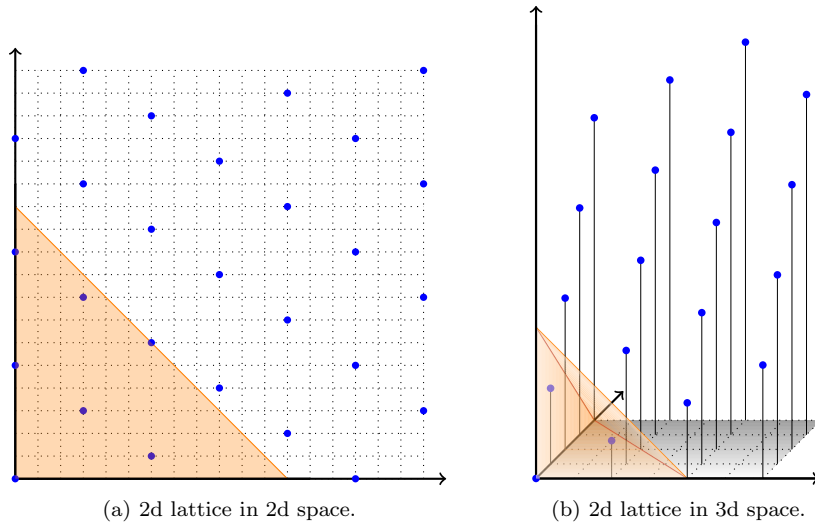 (a) 2d lattice in 2d space.
(b) 2d lattice in 3d space.